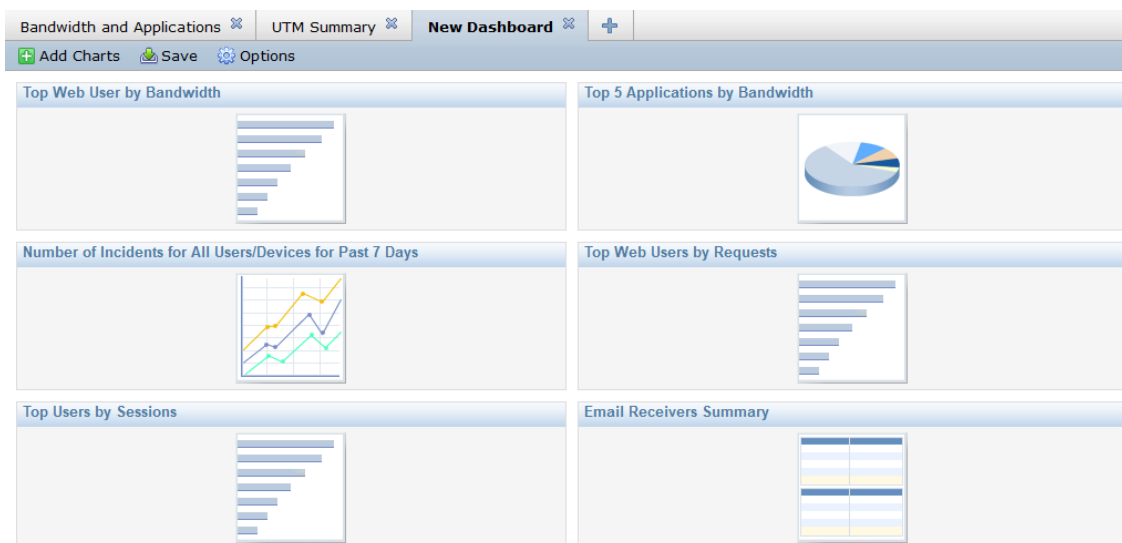 Bandwidth and Applications UTM Summary New Dashboard
Add Charts Save Options
Top Web User by Bandwidth
Top 5 Applications by Bandwidth
Number of Incidents for All Users/Devices for Past 7 Days
Top Web Users by Requests
Top Users by Sessions
Email Receivers Summary